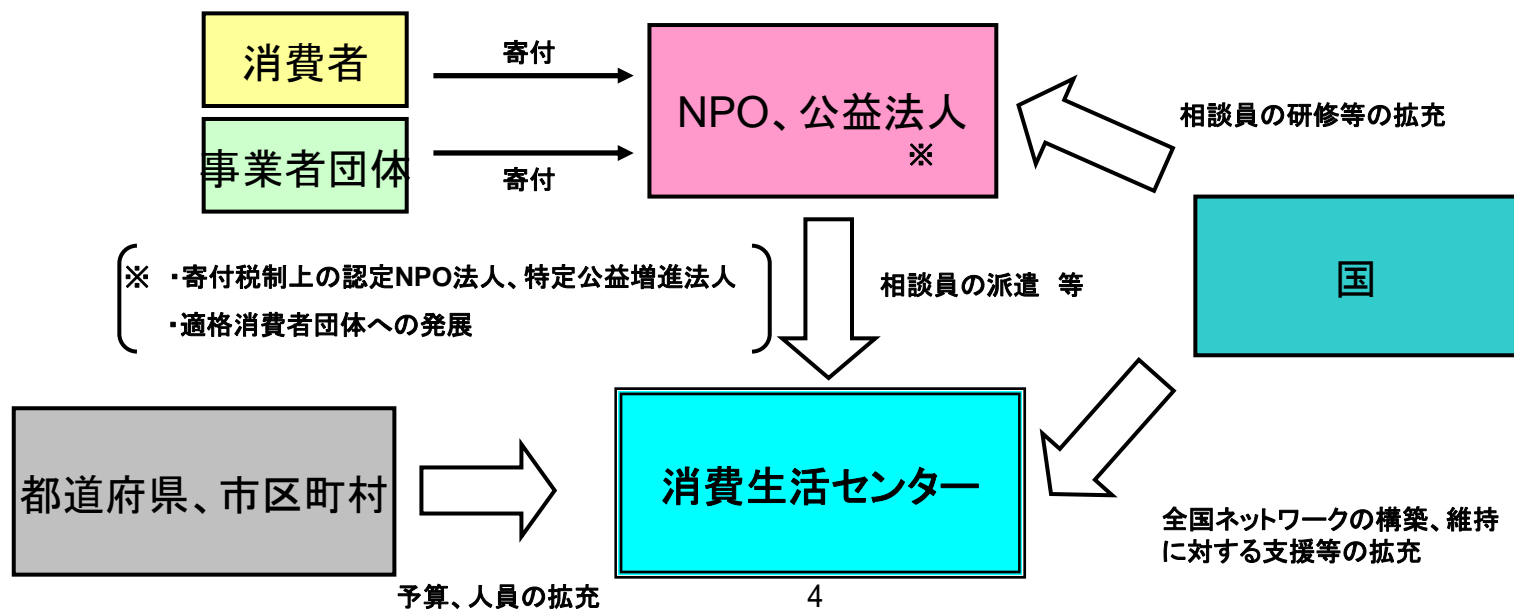 消費者
寄付
NPO、公益法人
※
相談員の研修等の拡充
事業者団体
寄付
国
※ ・寄付税制上の認定NPO法人、特定公益増進法人
・適格消費者団体への発展
相談員の派遣 等
都道府県、市区町村
消費生活センター
全国ネットワークの構築、維持
に対する支援等の拡充
予算、人員の拡充
4